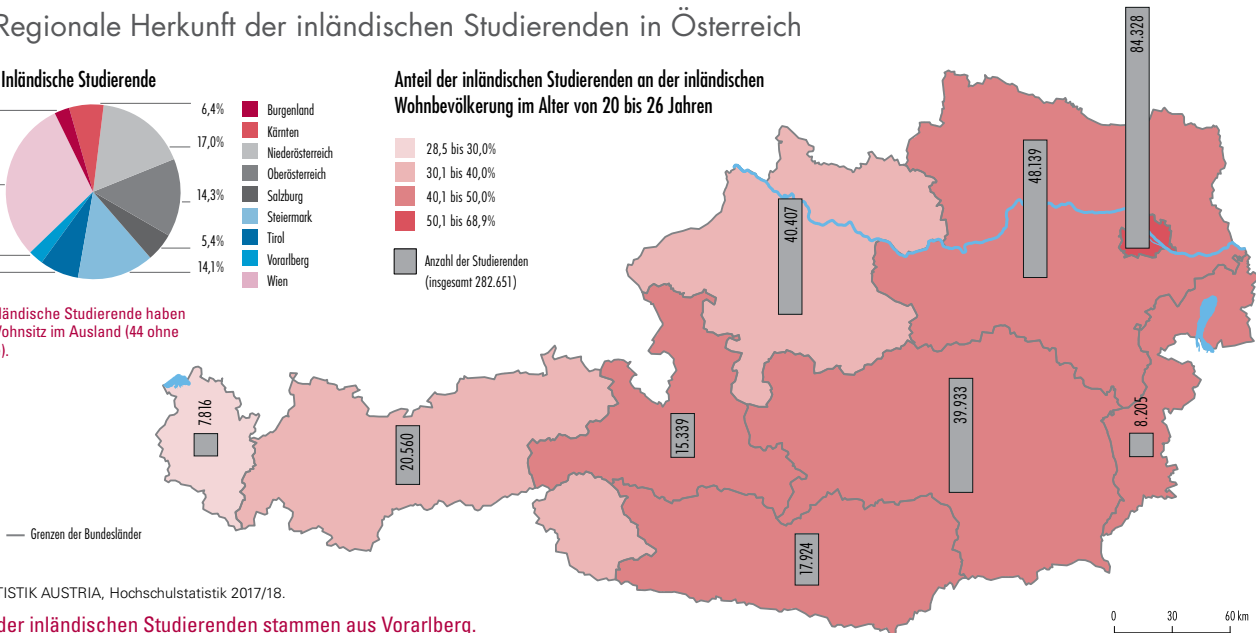 Regionale Herkunft der inländischen Studierenden in Österreich
Inländische Studierende
6,4%
17,0%
14,3%
5,4%
14,1%
Burgenland
Kärnten
Niederösterreich
Oberösterreich
Salzburg
Steiermark
Tirol
Vorarlberg
Wien
Anteil der inländischen Studierenden an der inländischen
Wohnbevölkerung im Alter von 20 bis 26 Jahren
28,5 bis 30,0%
30,1 bis 40,0%
40,1 bis 50,0%
50,1 bis 68,9%
Anzahl der Studierenden
(insgesamt 282.651)
ländische Studierende haben
Wohnsitz im Ausland (44 ohne
).
84.328
48.139
40.407
39.933
8.205
15.339
20.560
7.816
17.924
Grenzen der Bundesländer
TISTIK AUSTRIA, Hochschulstatistik 2017/18.
der inländischen Studierenden stammen aus Vorarlberg.
0 30 60 km